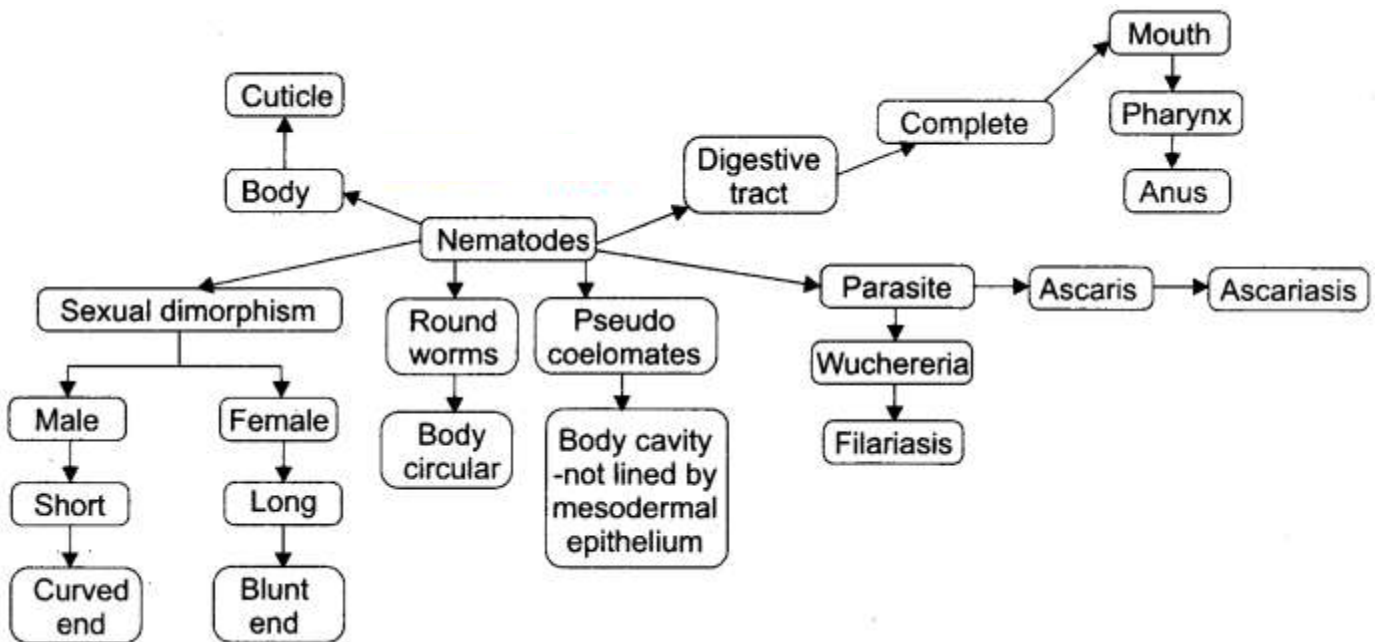 Mouth
Cuticle
Complete
Pharynx
Digestive
tract
Body
Anus
Nematodes
Parasite
Ascaris
Ascariasis
Sexual dimorphism
Round
worms
Pseudo
coelomates
Wuchereria
Male
Female
Body
circular
Body cavity
-not lined by
mesodermal
epithelium
Filariasis
Short
Long
Curved
end
Blunt
end